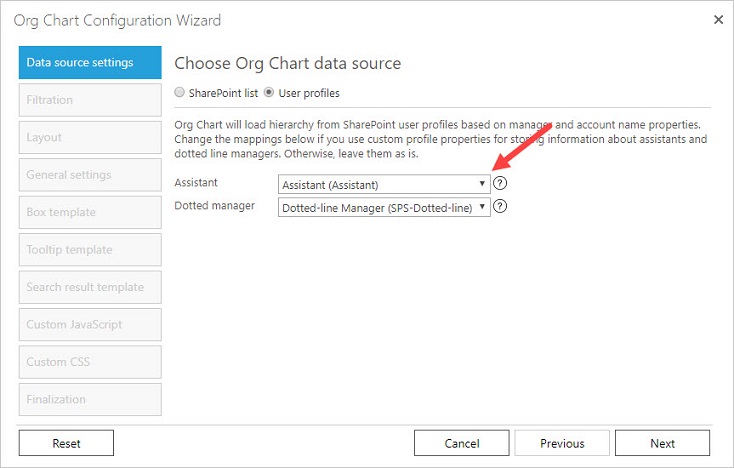 Org Chart Configuration Wizard
Data source settings
Filtration
Layout
General settings
Box template
Tooltip template
Search result template
Custom JavaScript
Custom CSS
Finalization
Choose Org Chart data source
SharePoint list User profiles
Org Chart will load hierarchy from SharePoint user profiles based on manager and account name properties.
Change the mappings below if you use custom profile properties for storing information about assistants and
dotted line managers. Otherwise, leave them as is.
Assistant Assistant (Assistant) ?
Dotted manager Dotted-line Manager (SPS-Dotted-line) ?
Reset Cancel Previous Next